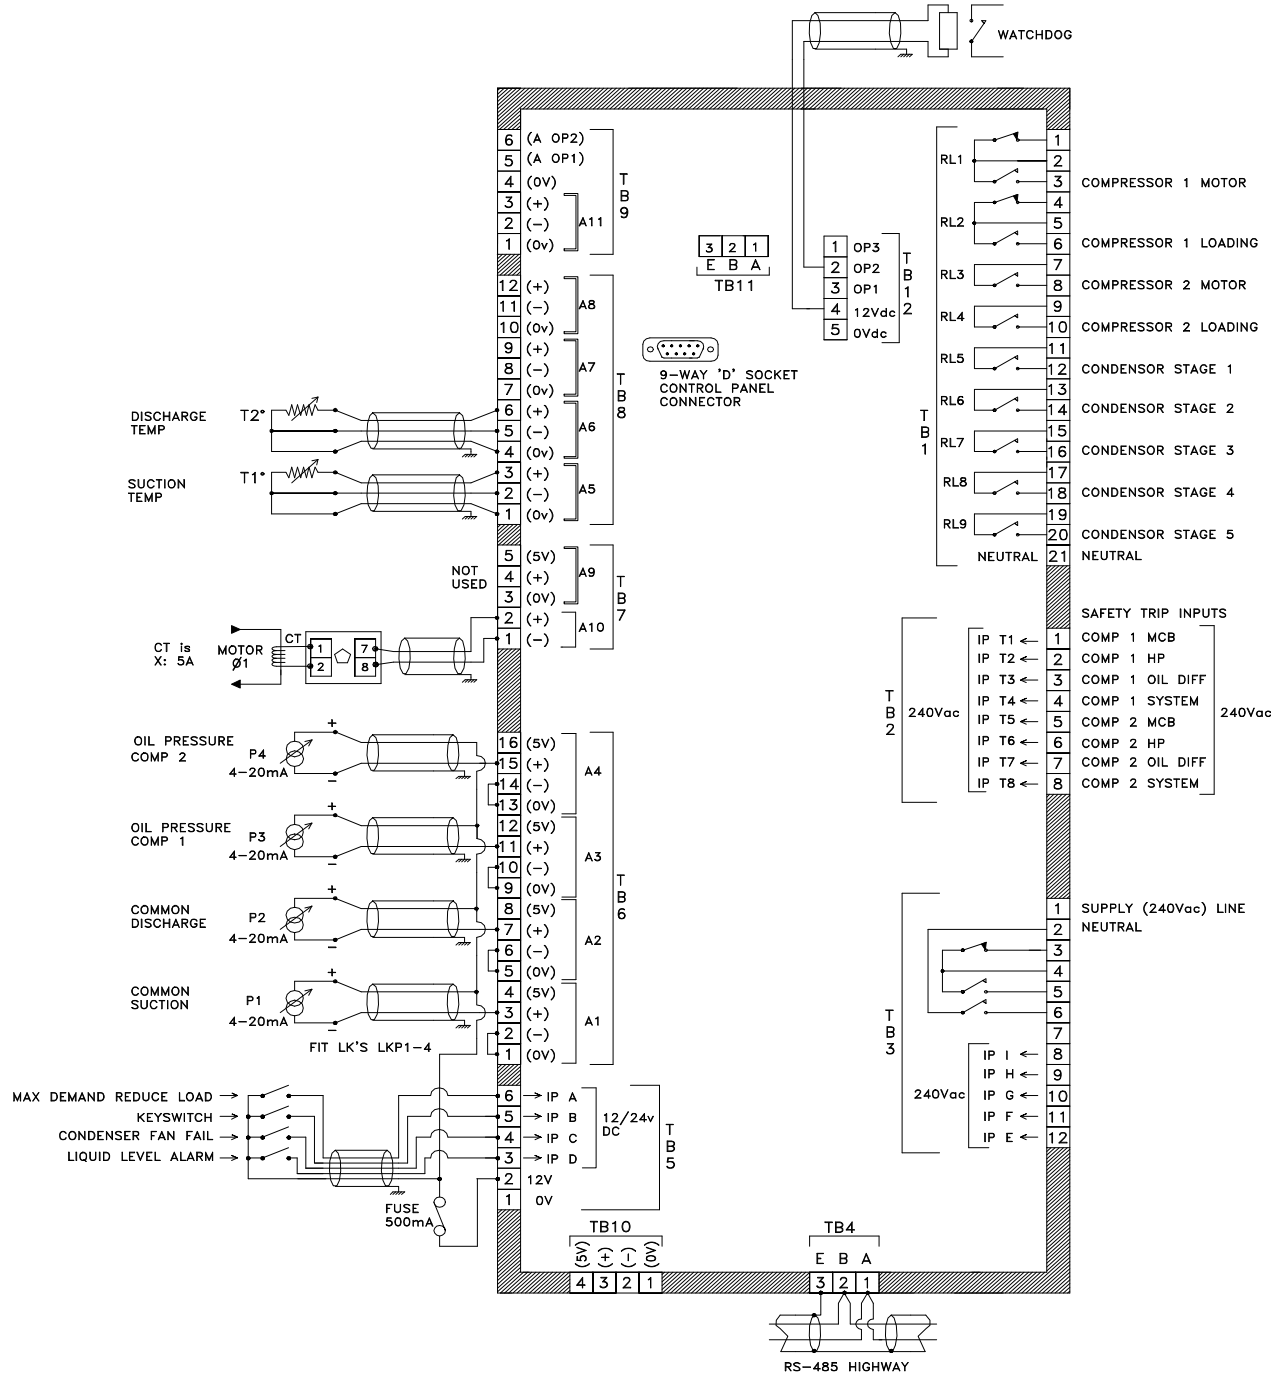 WATCHDOG
6 (A OP2)
5 (A OP1)
4 (0V)
3 (+)
2 (−) A11
1 (0v)
TB9
12 (+)
11 (−) A8
10 (0v)
9 (+)
8 (−) A7
7 (0v)
6 (+)
5 (−) A6
4 (0v)
3 (+)
2 (−) A5
1 (0v)
TB8
DISCHARGE
TEMP
T2°
SUCTION
TEMP
T1°
5 (5V)
4 (+) A9
3 (0V)
2 (+)
1 (−) A10
TB7
NOT
USED
CT is
X: 5A
MOTOR
Ø1
CT
1 7
2 8
OIL PRESSURE
COMP 2
P4
4−20mA
+
−
OIL PRESSURE
COMP 1
P3
4−20mA
+
−
COMMON
DISCHARGE
P2
4−20mA
+
−
COMMON
SUCTION
P1
4−20mA
+
−
FIT LK'S LKP1−4
16 (5V)
15 (+) A4
14 (−)
13 (0V)
12 (5V)
11 (+) A3
10 (−)
9 (0V)
8 (5V)
7 (+) A2
6 (−)
5 (0V)
4 (5V)
3 (+) A1
2 (−)
1 (0V)
TB6
MAX DEMAND REDUCE LOAD
KEYSWITCH
CONDENSER FAN FAIL
LIQUID LEVEL ALARM
FUSE
500mA
6 IP A
5 IP B
4 IP C
3 IP D
2 12V
1 0V
12/24v
DC
TB5
TB10
(5V) (+) (−) (0V)
4 3 2 1
TB4
E B A
3 2 1
RS−485 HIGHWAY
3 2 1
E B A
TB11
9−WAY 'D' SOCKET
CONTROL PANEL
CONNECTOR
1 OP3
2 OP2
3 OP1
4 12Vdc
5 0Vdc
TB12
TB1
RL1
1
2
3 COMPRESSOR 1 MOTOR
RL2
4
5
6 COMPRESSOR 1 LOADING
RL3
7
8 COMPRESSOR 2 MOTOR
RL4
9
10 COMPRESSOR 2 LOADING
RL5
11
12 CONDENSOR STAGE 1
RL6
13
14 CONDENSOR STAGE 2
RL7
15
16 CONDENSOR STAGE 3
RL8
17
18 CONDENSOR STAGE 4
RL9
19
20 CONDENSOR STAGE 5
NEUTRAL 21 NEUTRAL
SAFETY TRIP INPUTS
TB2
240Vac
IP T1 1 COMP 1 MCB
IP T2 2 COMP 1 HP
IP T3 3 COMP 1 OIL DIFF
IP T4 4 COMP 1 SYSTEM
IP T5 5 COMP 2 MCB
IP T6 6 COMP 2 HP
IP T7 7 COMP 2 OIL DIFF
IP T8 8 COMP 2 SYSTEM
240Vac
TB3
1 SUPPLY (240Vac) LINE
2 NEUTRAL
3
4
5
6
7
240Vac
IP I 8
IP H 9
IP G 10
IP F 11
IP E 12